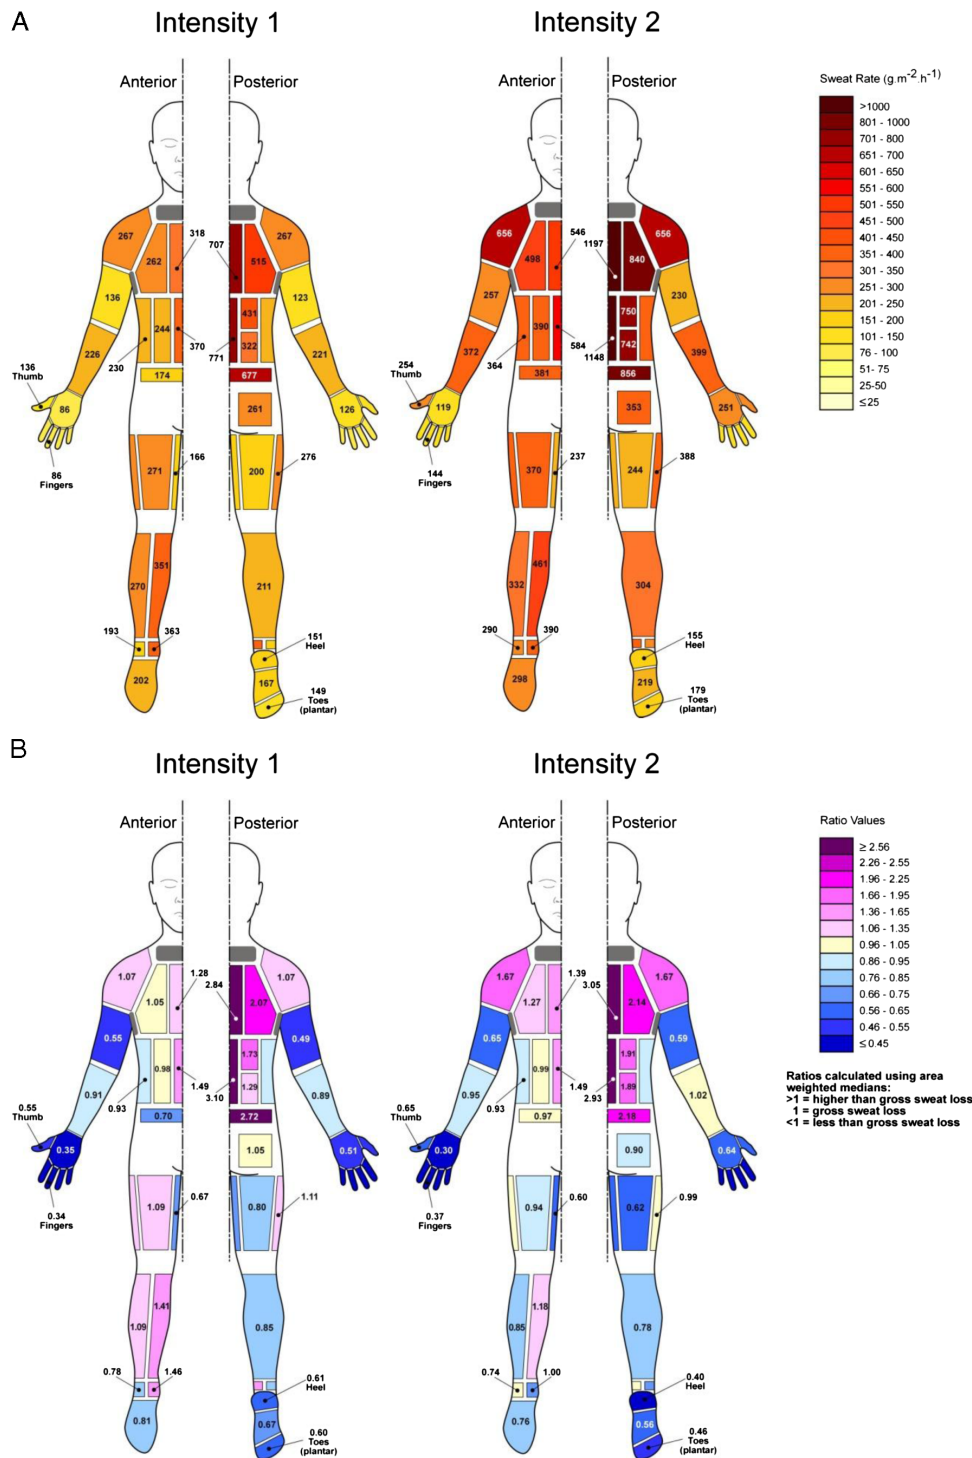 A
Intensity 1
Intensity 2
Anterior
Posterior
Anterior
Posterior
Sweat Rate (g.m-2.h-1)
>1000
801 - 1000
701 - 800
651 - 700
601 - 650
551 - 600
501 - 550
451 - 500
401 - 450
351 - 400
301 - 350
251 - 300
201 - 250
151 - 200
101 - 150
76 - 100
51- 75
25-50
≤25
267
262
318
707
515
267
136
123
244
431
322
370
771
230
226
221
174
677
136
Thumb
86
126
261
86
Fingers
271
166
200
276
270
351
211
193
363
151
Heel
202
167
149
Toes
(plantar)
656
498
546
1197
840
656
257
230
390
750
742
584
1148
364
372
399
381
856
254
Thumb
119
251
353
144
Fingers
370
237
244
388
332
461
304
290
390
155
Heel
298
219
179
Toes
(plantar)
B
Intensity 1
Intensity 2
Anterior
Posterior
Anterior
Posterior
Ratio Values
≥ 2.56
2.26 - 2.55
1.96 - 2.25
1.66 - 1.95
1.36 - 1.65
1.06 - 1.35
0.96 - 1.05
0.86 - 0.95
0.76 - 0.85
0.66 - 0.75
0.56 - 0.65
0.46 - 0.55
≤ 0.45
Ratios calculated using area
weighted medians:
>1 = higher than gross sweat loss
1 = gross sweat loss
<1 = less than gross sweat loss
1.07
1.05
1.28
2.84
2.07
1.07
0.55
0.49
0.98
1.73
1.29
1.49
3.10
0.93
0.91
0.89
0.70
2.72
0.55
Thumb
0.35
0.51
1.05
0.34
Fingers
1.09
0.67
0.80
1.11
1.09
1.41
0.85
0.78
1.46
0.61
Heel
0.81
0.67
0.60
Toes
(plantar)
1.67
1.27
1.39
3.05
2.14
1.67
0.65
0.59
0.99
1.91
1.89
1.49
2.93
0.93
0.95
1.02
0.97
2.18
0.65
Thumb
0.30
0.64
0.90
0.37
Fingers
0.94
0.60
0.62
0.99
0.85
1.18
0.78
0.74
1.00
0.40
Heel
0.76
0.56
0.46
Toes
(plantar)